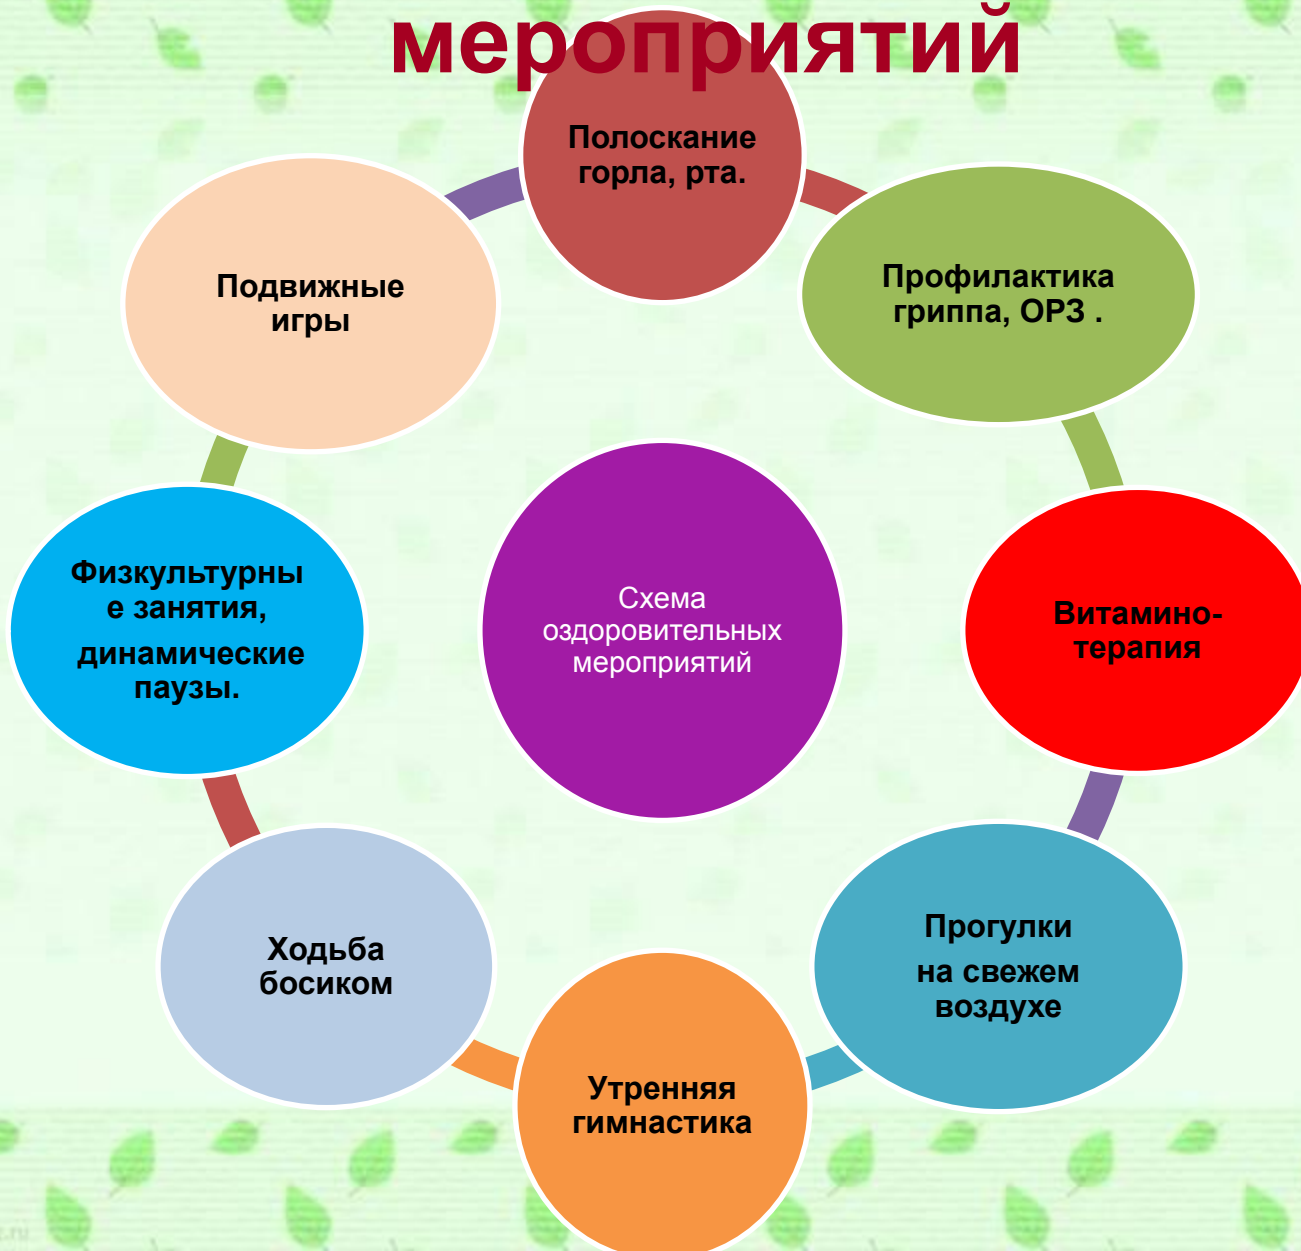 мероприятий
Полоскание
горла, рта.
Профилактика
гриппа, ОРЗ .
Витамино-
терапия
Прогулки
на свежем
воздухе
Утренняя
гимнастика
Ходьба
босиком
Физкультурны
е занятия,
динамические
паузы.
Подвижные
игры
Схема
оздоровительных
мероприятий